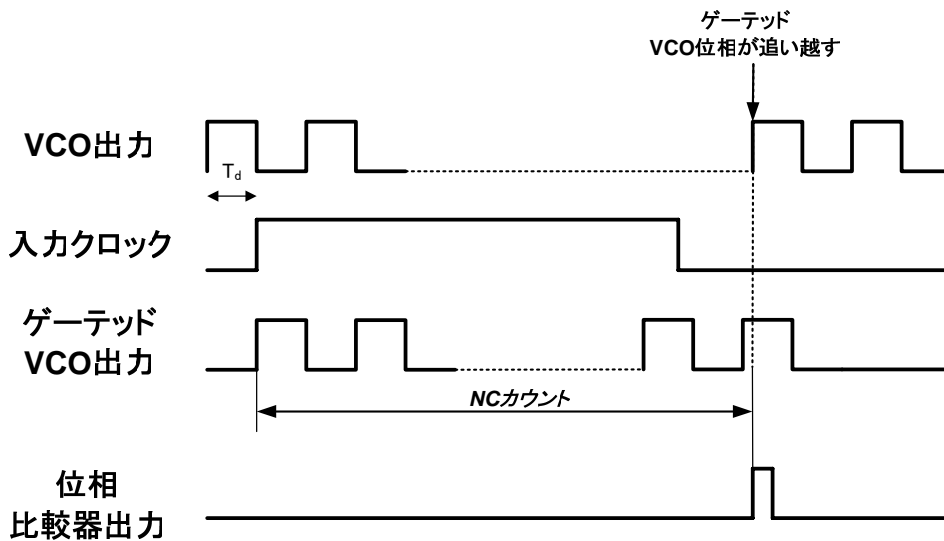 ゲーテッド
VCO位相が追い越す
VCO出力
Td
入力クロック
ゲーテッド
VCO出力
NCカウント
位相
比較器出力